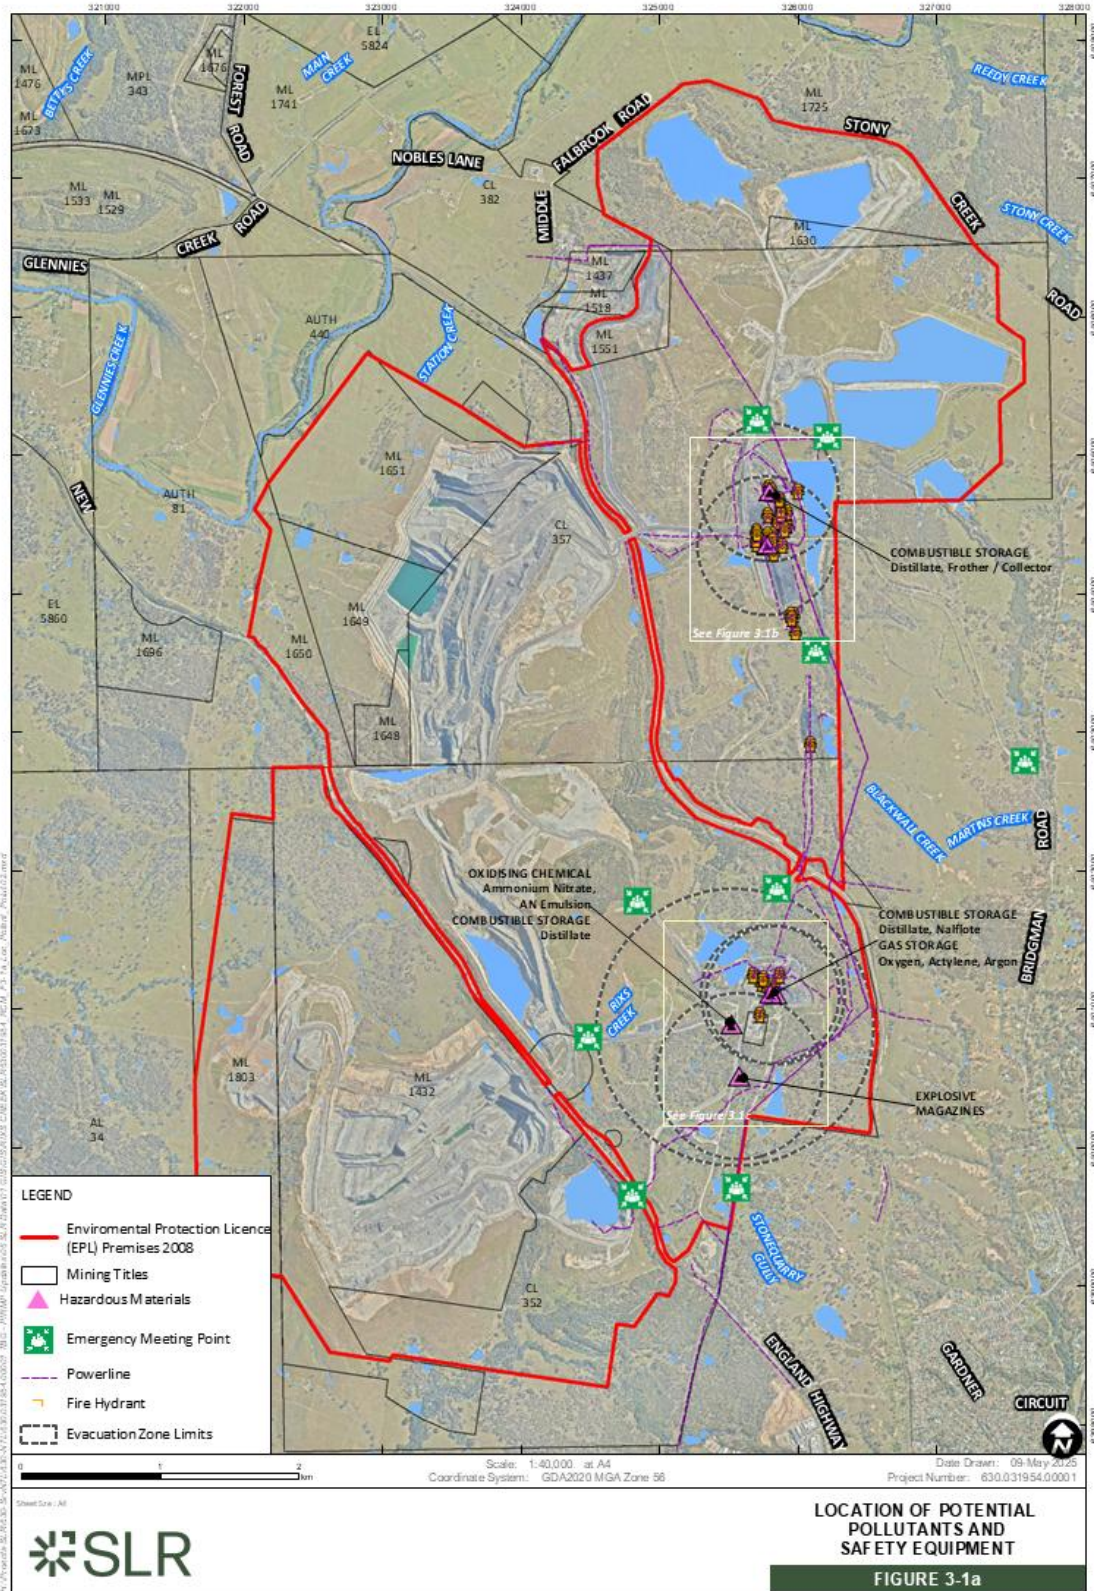 321000
322000
323000
324000
325000
326000
327000
328000
EL
5824
ML
1476
BETTYS CREEK
MPL
343
ML
1676
FOREST
ROAD
MAIN
CREEK
ML
1741
ML
1673
REEDY CREEK
ML
1725
STONY
FALBROOK ROAD
NOBLES LANE
CL
382
MIDDLE
ML
1533
ML
1529
CREEK
ROAD
CREEK
STONY CREEK
ML
1630
GLENNIES
ML
1437
ML
1518
ML
1551
ROAD
AUTH
440
STATION CREEK
GLENNIES CREEK
ML
1651
NEW
AUTH
81
CL
357
COMBUSTIBLE STORAGE
Distillate, Frother / Collector
EL
5860
ML
1696
ML
1649
ML
1650
See Figure 3.1b
ML
1648
BLACKWALL CREEK
MARTINS CREEK
ROAD
OXIDISING CHEMICAL
Ammonium Nitrate,
AN Emulsion
COMBUSTIBLE STORAGE
Distillate
COMBUSTIBLE STORAGE
Distillate, Nalflote
GAS STORAGE
Oxygen, Actylene, Argon
BRIDGMAN
RIXS
CREEK
ML
1803
ML
1432
AL
34
EXPLOSIVE
MAGAZINES
See Figure 3.1c
STONEQUARRY
GULLY
CL
352
ENGLAND HIGHWAY
GARDNER
CIRCUIT
N
LEGEND
Enviromental Protection Licence
(EPL) Premises 2008
Mining Titles
Hazardous Materials
Emergency Meeting Point
Powerline
Fire Hydrant
Evacuation Zone Limits
0 1 2
km
Scale: 1:40,000 at A4
Coordinate System: GDA2020 MGA Zone 56
Date Drawn: 09-May-2025
Project Number: 630.031954.00001
Sheet Size : A4
SLR
LOCATION OF POTENTIAL
POLLUTANTS AND
SAFETY EQUIPMENT
FIGURE 3-1a